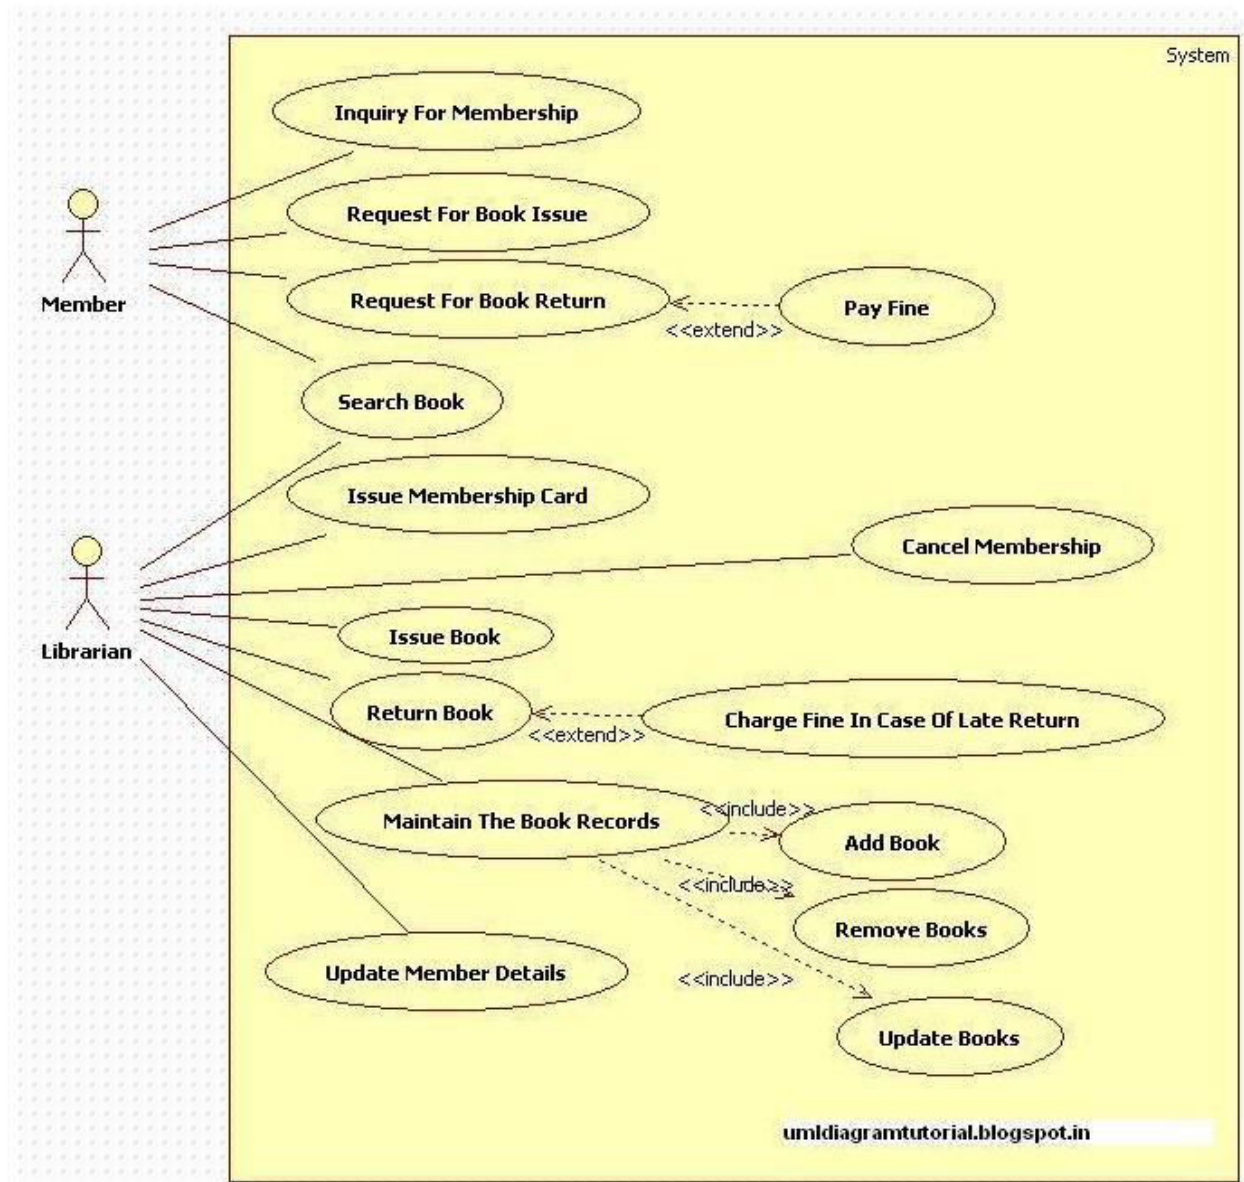 System
Inquiry For Membership
Request For Book Issue
Member
Request For Book Return
Pay Fine
<<extend>>
Search Book
Issue Membership Card
Cancel Membership
Librarian
Issue Book
Return Book
Charge Fine In Case Of Late Return
<<extend>>
Maintain The Book Records
<<include>>
Add Book
<<include>>
Remove Books
Update Member Details
<<include>>
Update Books
umldiagramtutorial.blogspot.in